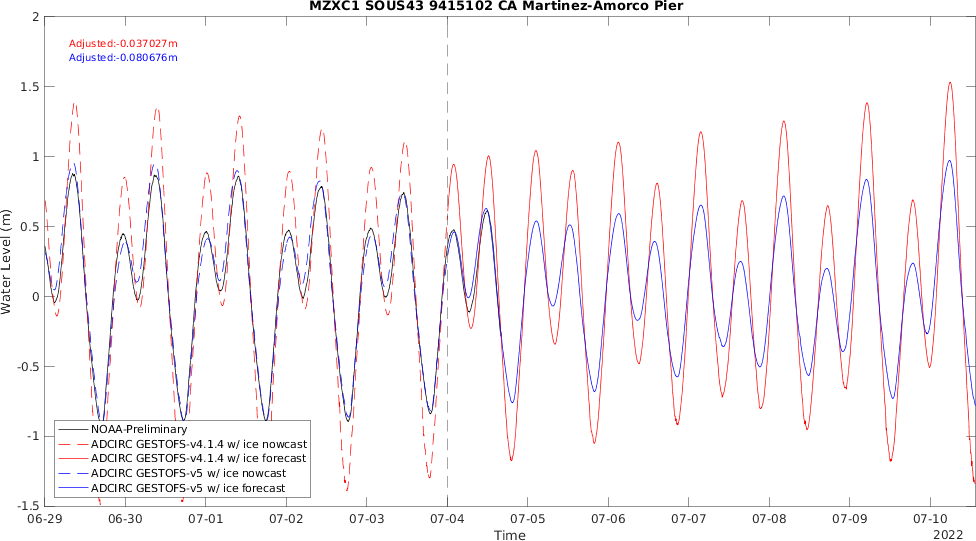 MZXC1 SOUS43 9415102 CA Martinez-Amorco Pier
Adjusted:-0.037027m
Adjusted:-0.080676m
2
1.5
1
0.5
0
-0.5
-1
-1.5
Water Level (m)
NOAA-Preliminary
ADCIRC GESTOFS-v4.1.4 w/ ice nowcast
ADCIRC GESTOFS-v4.1.4 w/ ice forecast
ADCIRC GESTOFS-v5 w/ ice nowcast
ADCIRC GESTOFS-v5 w/ ice forecast
06-29 06-30 07-01 07-02 07-03 07-04 07-05 07-06 07-07 07-08 07-09 07-10
Time
2022